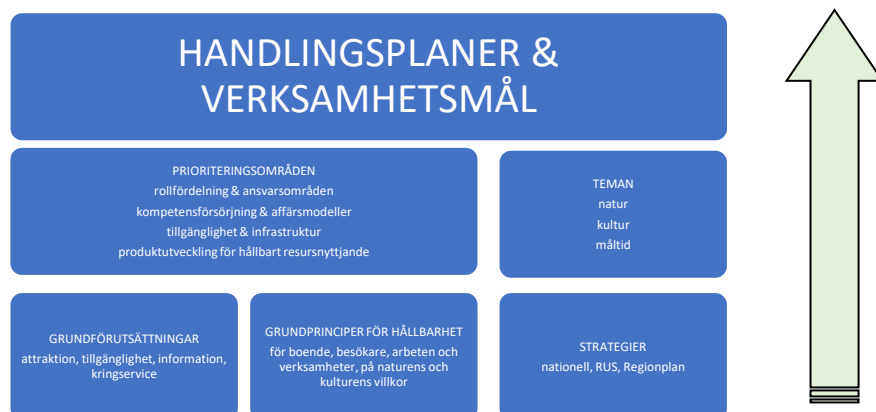 HANDLINGSPLANER &
VERKSAMHETSMÅL
PRIORITERINGSOMRÅDEN
rollfördelning & ansvarsområden
kompetensförsörjning & affärsmodeller
tillgänglighet & infrastruktur
produktutveckling för hållbart resursnyttjande
TEMAN
natur
kultur
måltid
GRUNDFÖRUTSÄTTNINGAR
attraktion, tillgänglighet, information,
kringservice
GRUNDPRINCIPER FÖR HÅLLBARHET
för boende, besökare, arbeten och
verksamheter, på naturens och
kulturens villkor
STRATEGIER
nationell, RUS, Regionplan